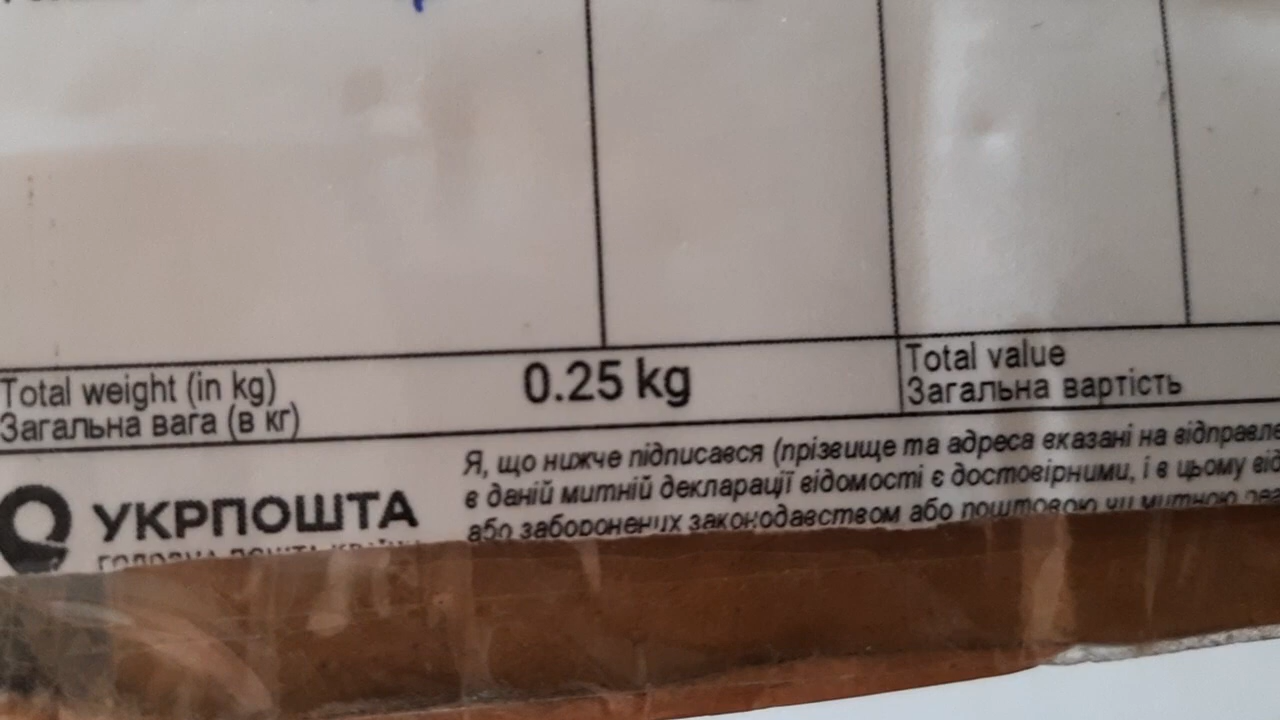 Total weight (in kg)
Загальна вага (в кг)
0.25 kg
Total value
Загальна вартість
УКРПОШТА
ГОЛОВНА ПОШТА КРАЇНИ
Я, що нижче підписався (прізвище та адреса вказані на відправле
в даній митній декларації відомості є достовірними, і в цьому від
або заборонених законодавством або поштовою чи митною